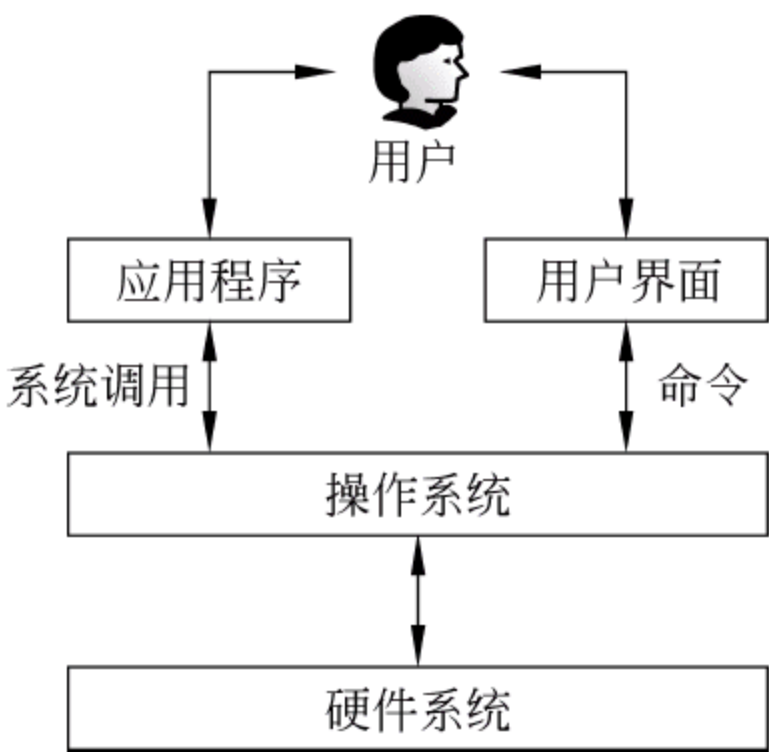 用户
应用程序
用户界面
系统调用
命令
操作系统
硬件系统